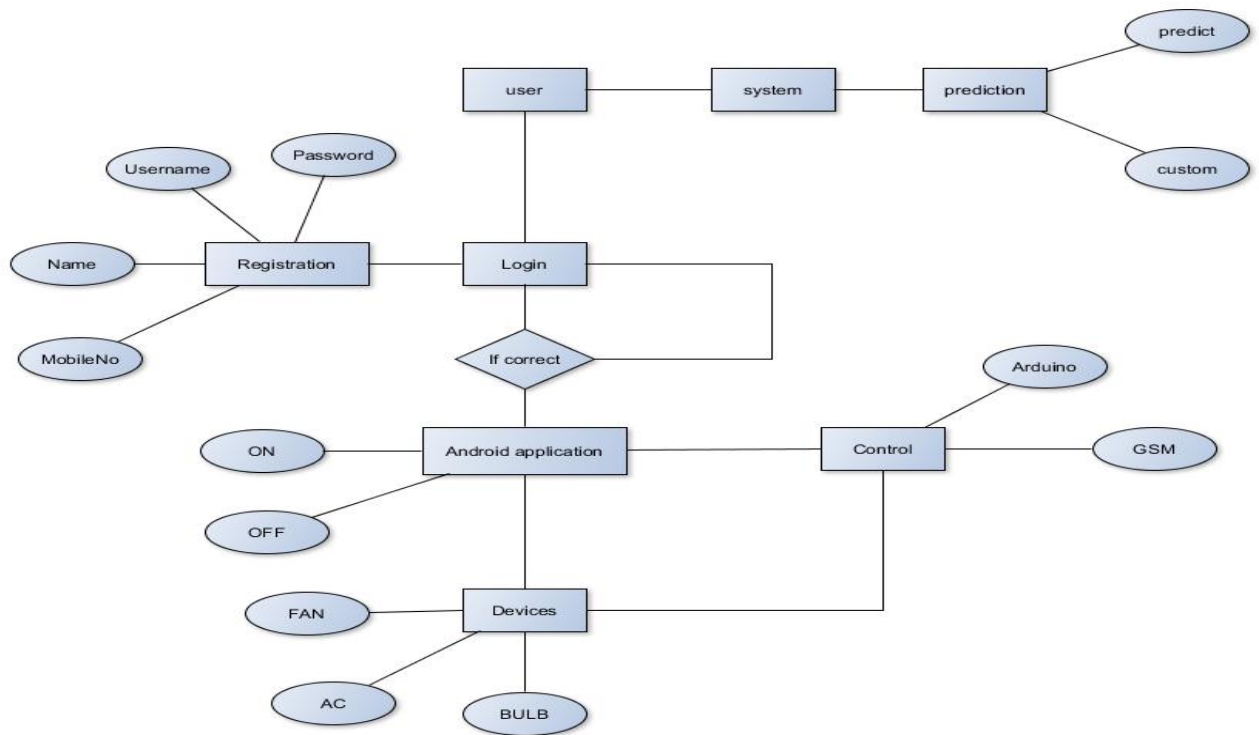 predict
user
system
prediction
Password
Username
custom
Name
Registration
Login
MobileNo
If correct
Arduino
ON
Android application
Control
GSM
OFF
FAN
Devices
AC
BULB